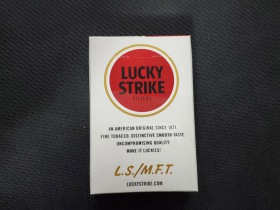 LUCKY
STRIKE
FILTERS
AN AMERICAN ORIGINAL SINCE 1871.
FINE TOBACCO. DISTINCTIVE SMOOTH TASTE.
UNCOMPROMISING QUALITY.
MAKE IT LUCKIES!
L.S./M.F.T.
LUCKYSTRIKE.COM